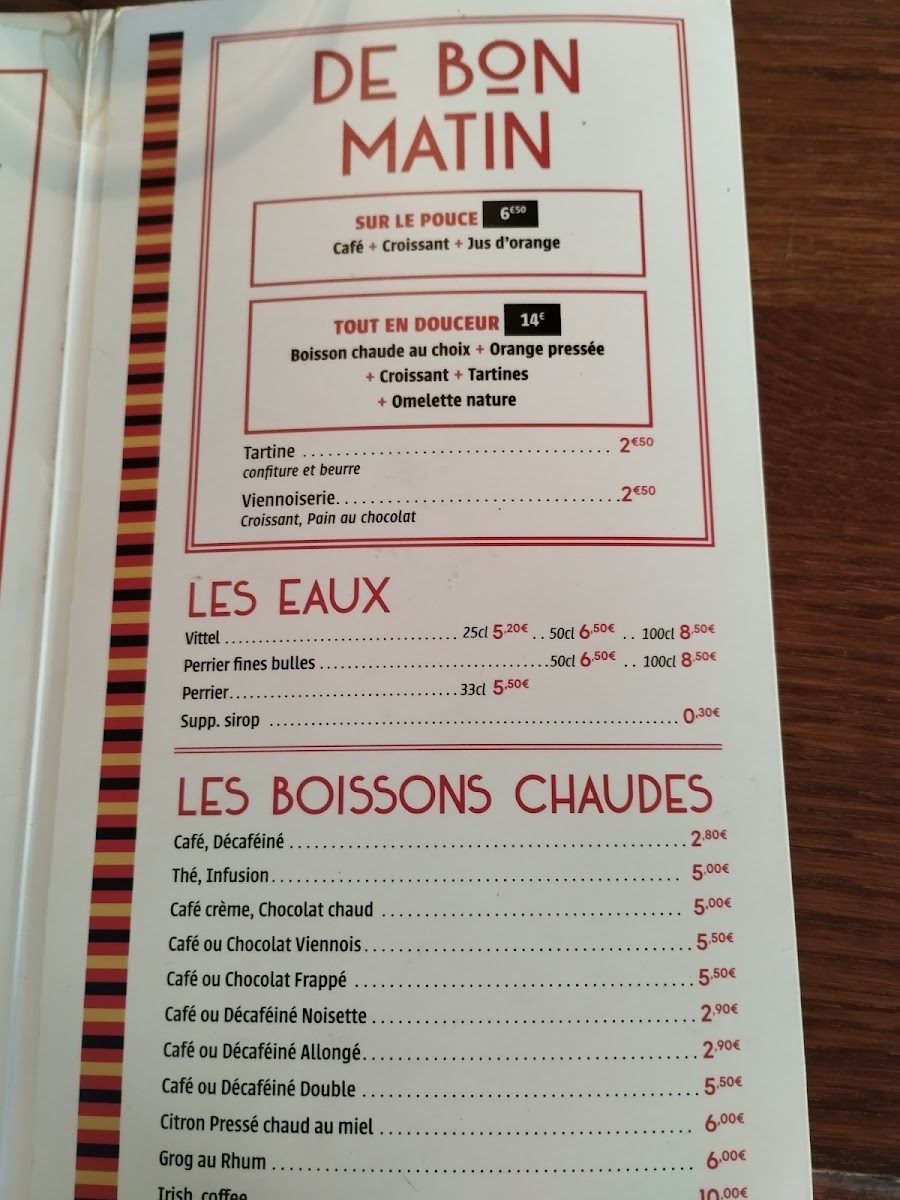 DE BON
MATIN
SUR LE POUCE 6€50
Café + Croissant + Jus d'orange
TOUT EN DOUCEUR 14€
Boisson chaude au choix + Orange pressée
+ Croissant + Tartines
+ Omelette nature
Tartine ........................................ 2€50
confiture et beurre
Viennoiserie........................................2€50
Croissant, Pain au chocolat
LES EAUX
Vittel ................................ 25cl 5,20€ .. 50cl 6,50€ .. 100cl 8,50€
Perrier fines bulles ................................50cl 6,50€ .. 100cl 8,50€
Perrier................................33cl 5,50€
Supp. sirop ........................................ 0,30€
LES BOISSONS CHAUDES
Café, Décaféiné ........................................ 2,80€
Thé, Infusion........................................ 5,00€
Café crème, Chocolat chaud ........................................ 5,00€
Café ou Chocolat Viennois........................................ 5,50€
Café ou Chocolat Frappé ........................................ 5,50€
Café ou Décaféiné Noisette ........................................ 2,90€
Café ou Décaféiné Allongé........................................ 2,90€
Café ou Décaféiné Double ........................................ 5,50€
Citron Pressé chaud au miel ........................................ 6,00€
Grog au Rhum ........................................ 6,00€
Irish coffee 10,00€